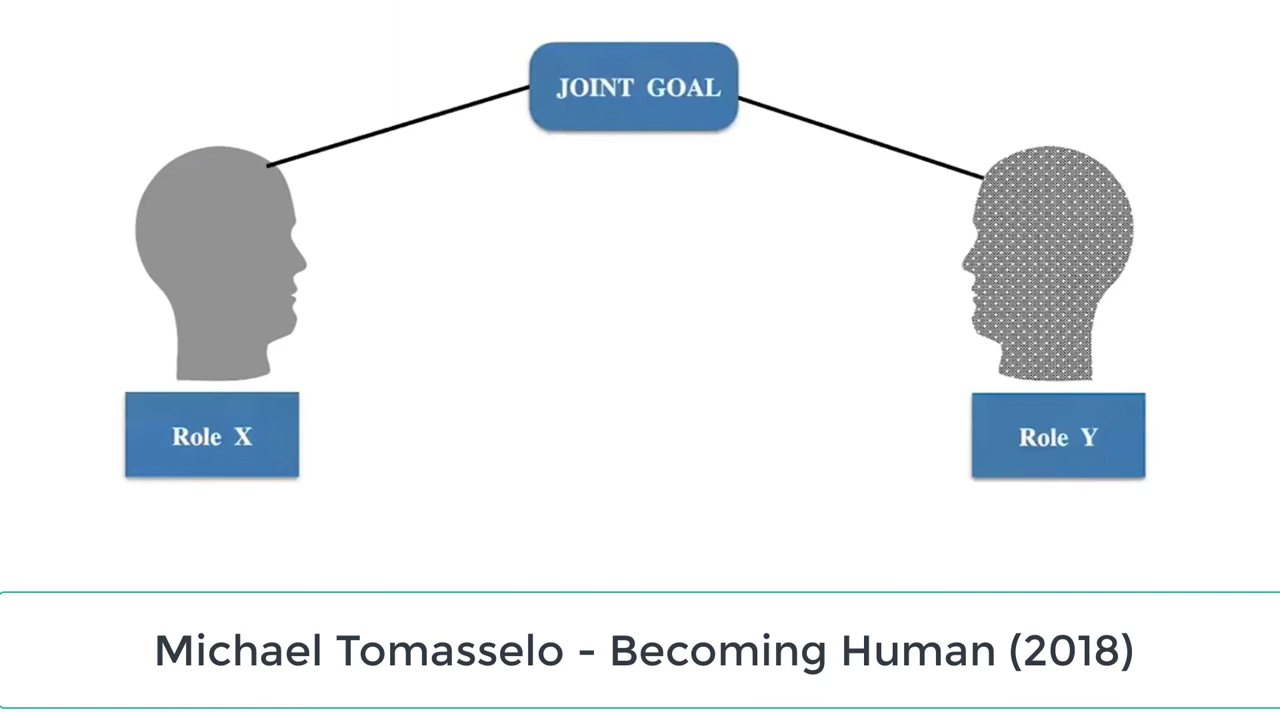 JOINT GOAL
Role X
Role Y
Michael Tomasselo - Becoming Human (2018)